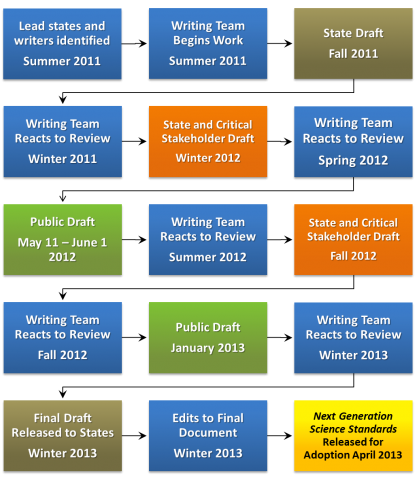 Lead states and
writers identified
Summer 2011
Writing Team
Begins Work
Summer 2011
State Draft
Fall 2011
Writing Team
Reacts to Review
Winter 2011
State and Critical
Stakeholder Draft
Winter 2012
Writing Team
Reacts to Review
Spring 2012
Public Draft
May 11 – June 1
2012
Writing Team
Reacts to Review
Summer 2012
State and Critical
Stakeholder Draft
Fall 2012
Writing Team
Reacts to Review
Fall 2012
Public Draft
January 2013
Writing Team
Reacts to Review
Winter 2013
Final Draft
Released to States
Winter 2013
Edits to Final
Document
Winter 2013
Next Generation
Science Standards
Released for
Adoption April 2013